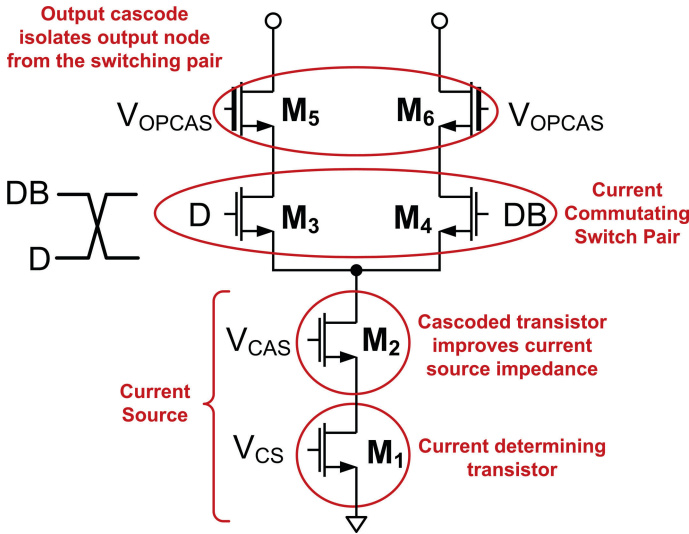 Output cascode
isolates output node
from the switching pair
VOPCAS
M5
M6
VOPCAS
DB
D
D
M3
M4
DB
Current
Commutating
Switch Pair
VCAS
M2
Cascoded transistor
improves current
source impedance
Current
Source
VCS
M1
Current determining
transistor